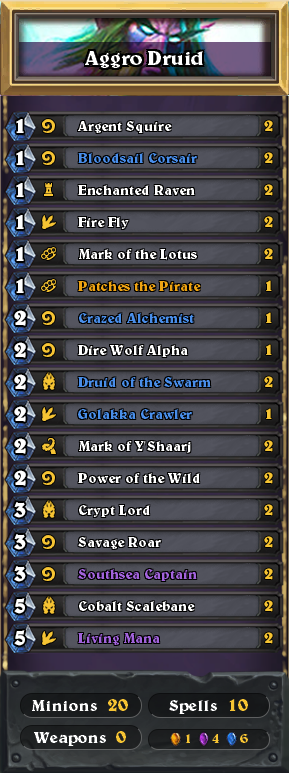 Aggro Druid
1 Argent Squire 2
1 Bloodsail Corsair 2
1 Enchanted Raven 2
1 Fire Fly 2
1 Mark of the Lotus 2
1 Patches the Pirate 1
2 Crazed Alchemist 1
2 Dire Wolf Alpha 1
2 Druid of the Swarm 2
2 Golakka Crawler 1
2 Mark of Y Shaarj 2
2 Power of the Wild 2
3 Crypt Lord 2
3 Savage Roar 2
3 Southsea Captain 2
5 Cobalt Scalebane 2
5 Living Mana 2
Minions 20 Spells 10
Weapons 0 1 4 6